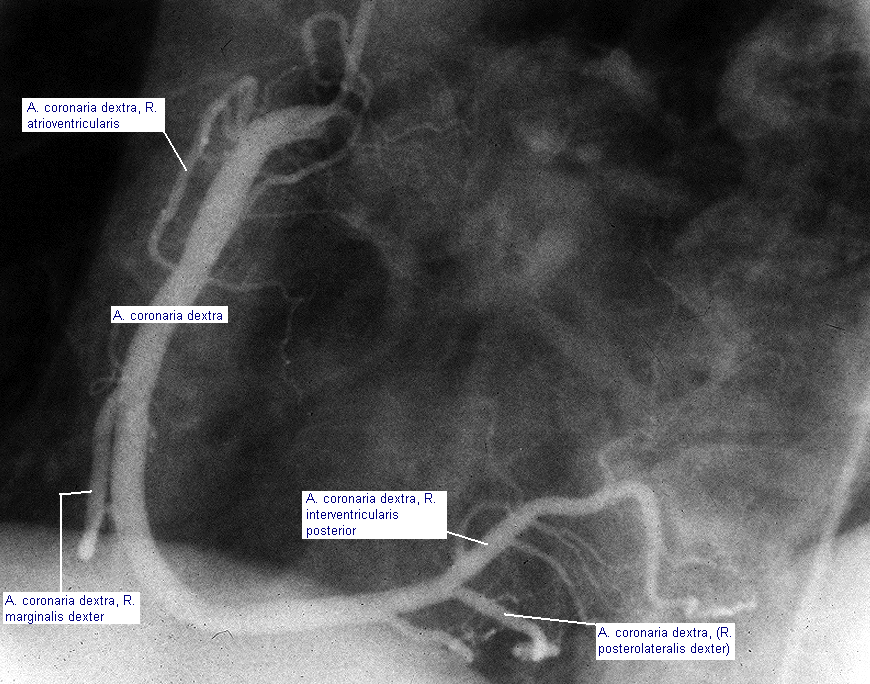 A. coronaria dextra, R.
atrioventricularis
A. coronaria dextra
A. coronaria dextra, R.
interventricularis
posterior
A. coronaria dextra, R.
marginalis dexter
A. coronaria dextra, (R.
posterolateralis dexter)